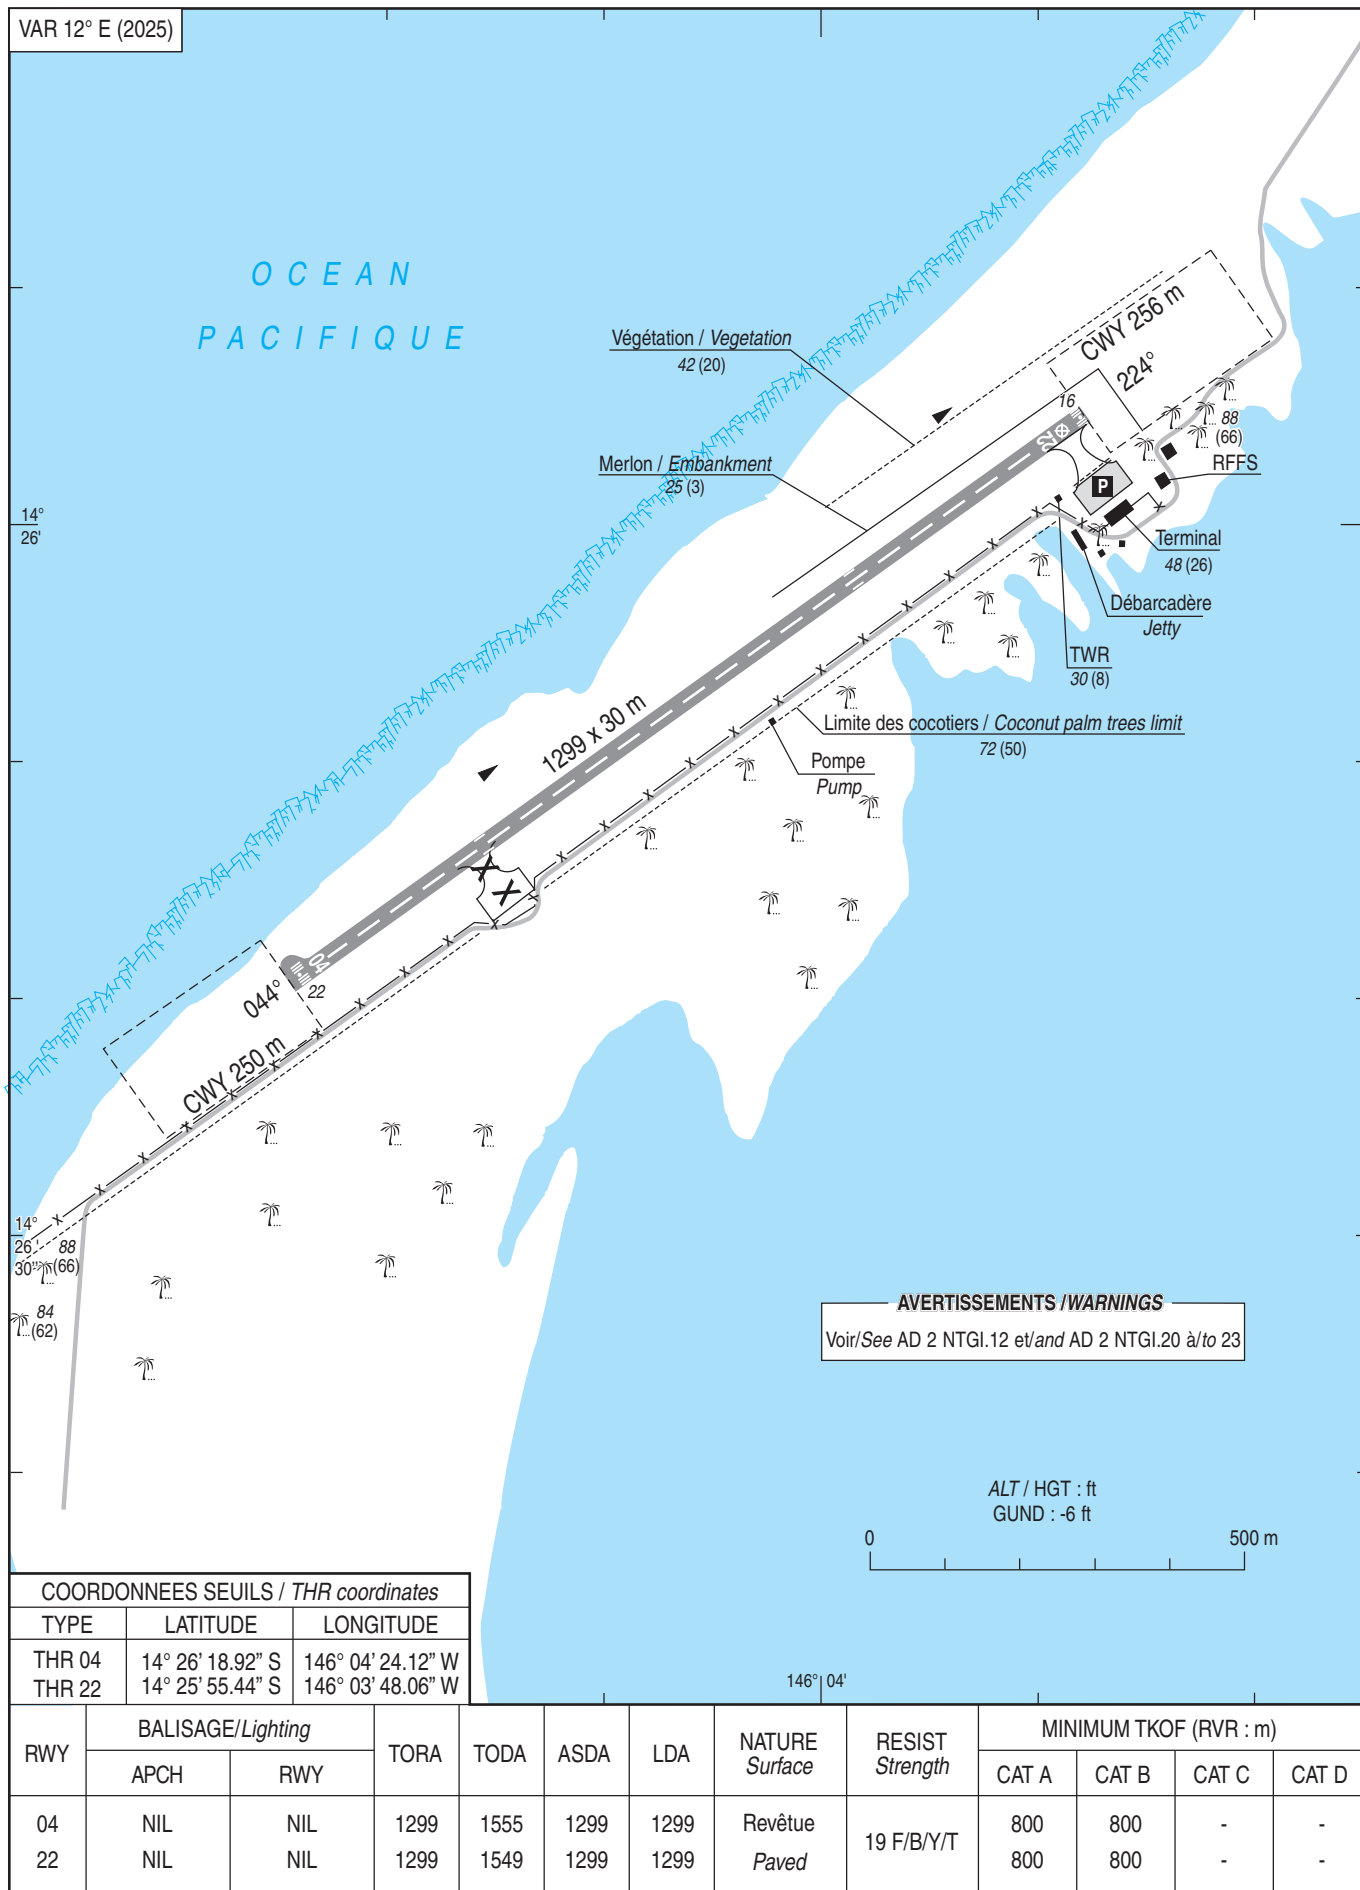 VAR 12° E (2025)
OCEAN
PACIFIQUE
Végétation / Vegetation
42 (20)
CWY 256 m
224°
16
22
88
(66)
RFFS
Merlon / Embankment
25 (3)
P
14°
26'
Terminal
48 (26)
Débarcadère
Jetty
TWR
30 (8)
1299 x 30 m
Limite des cocotiers / Coconut palm trees limit
72 (50)
Pompe
Pump
04
22
044°
CWY 250 m
14°
26'
30"
88
(66)
84
(62)
AVERTISSEMENTS / WARNINGS
Voir/See AD 2 NTGI.12 et/and AD 2 NTGI.20 à/to 23
ALT / HGT : ft
GUND : -6 ft
0 500 m
COORDONNEES SEUILS / THR coordinates
TYPE LATITUDE LONGITUDE
THR 04 14° 26' 18.92" S 146° 04' 24.12" W
THR 22 14° 25' 55.44" S 146° 03' 48.06" W
146° 04'
RWY BALISAGE/Lighting TORA TODA ASDA LDA NATURE RESIST MINIMUM TKOF (RVR : m)
Surface Strength
APCH RWY CAT A CAT B CAT C CAT D
04 NIL NIL 1299 1555 1299 1299 Revêtue 19 F/B/Y/T 800 800 - -
22 NIL NIL 1299 1549 1299 1299 Paved 800 800 - -